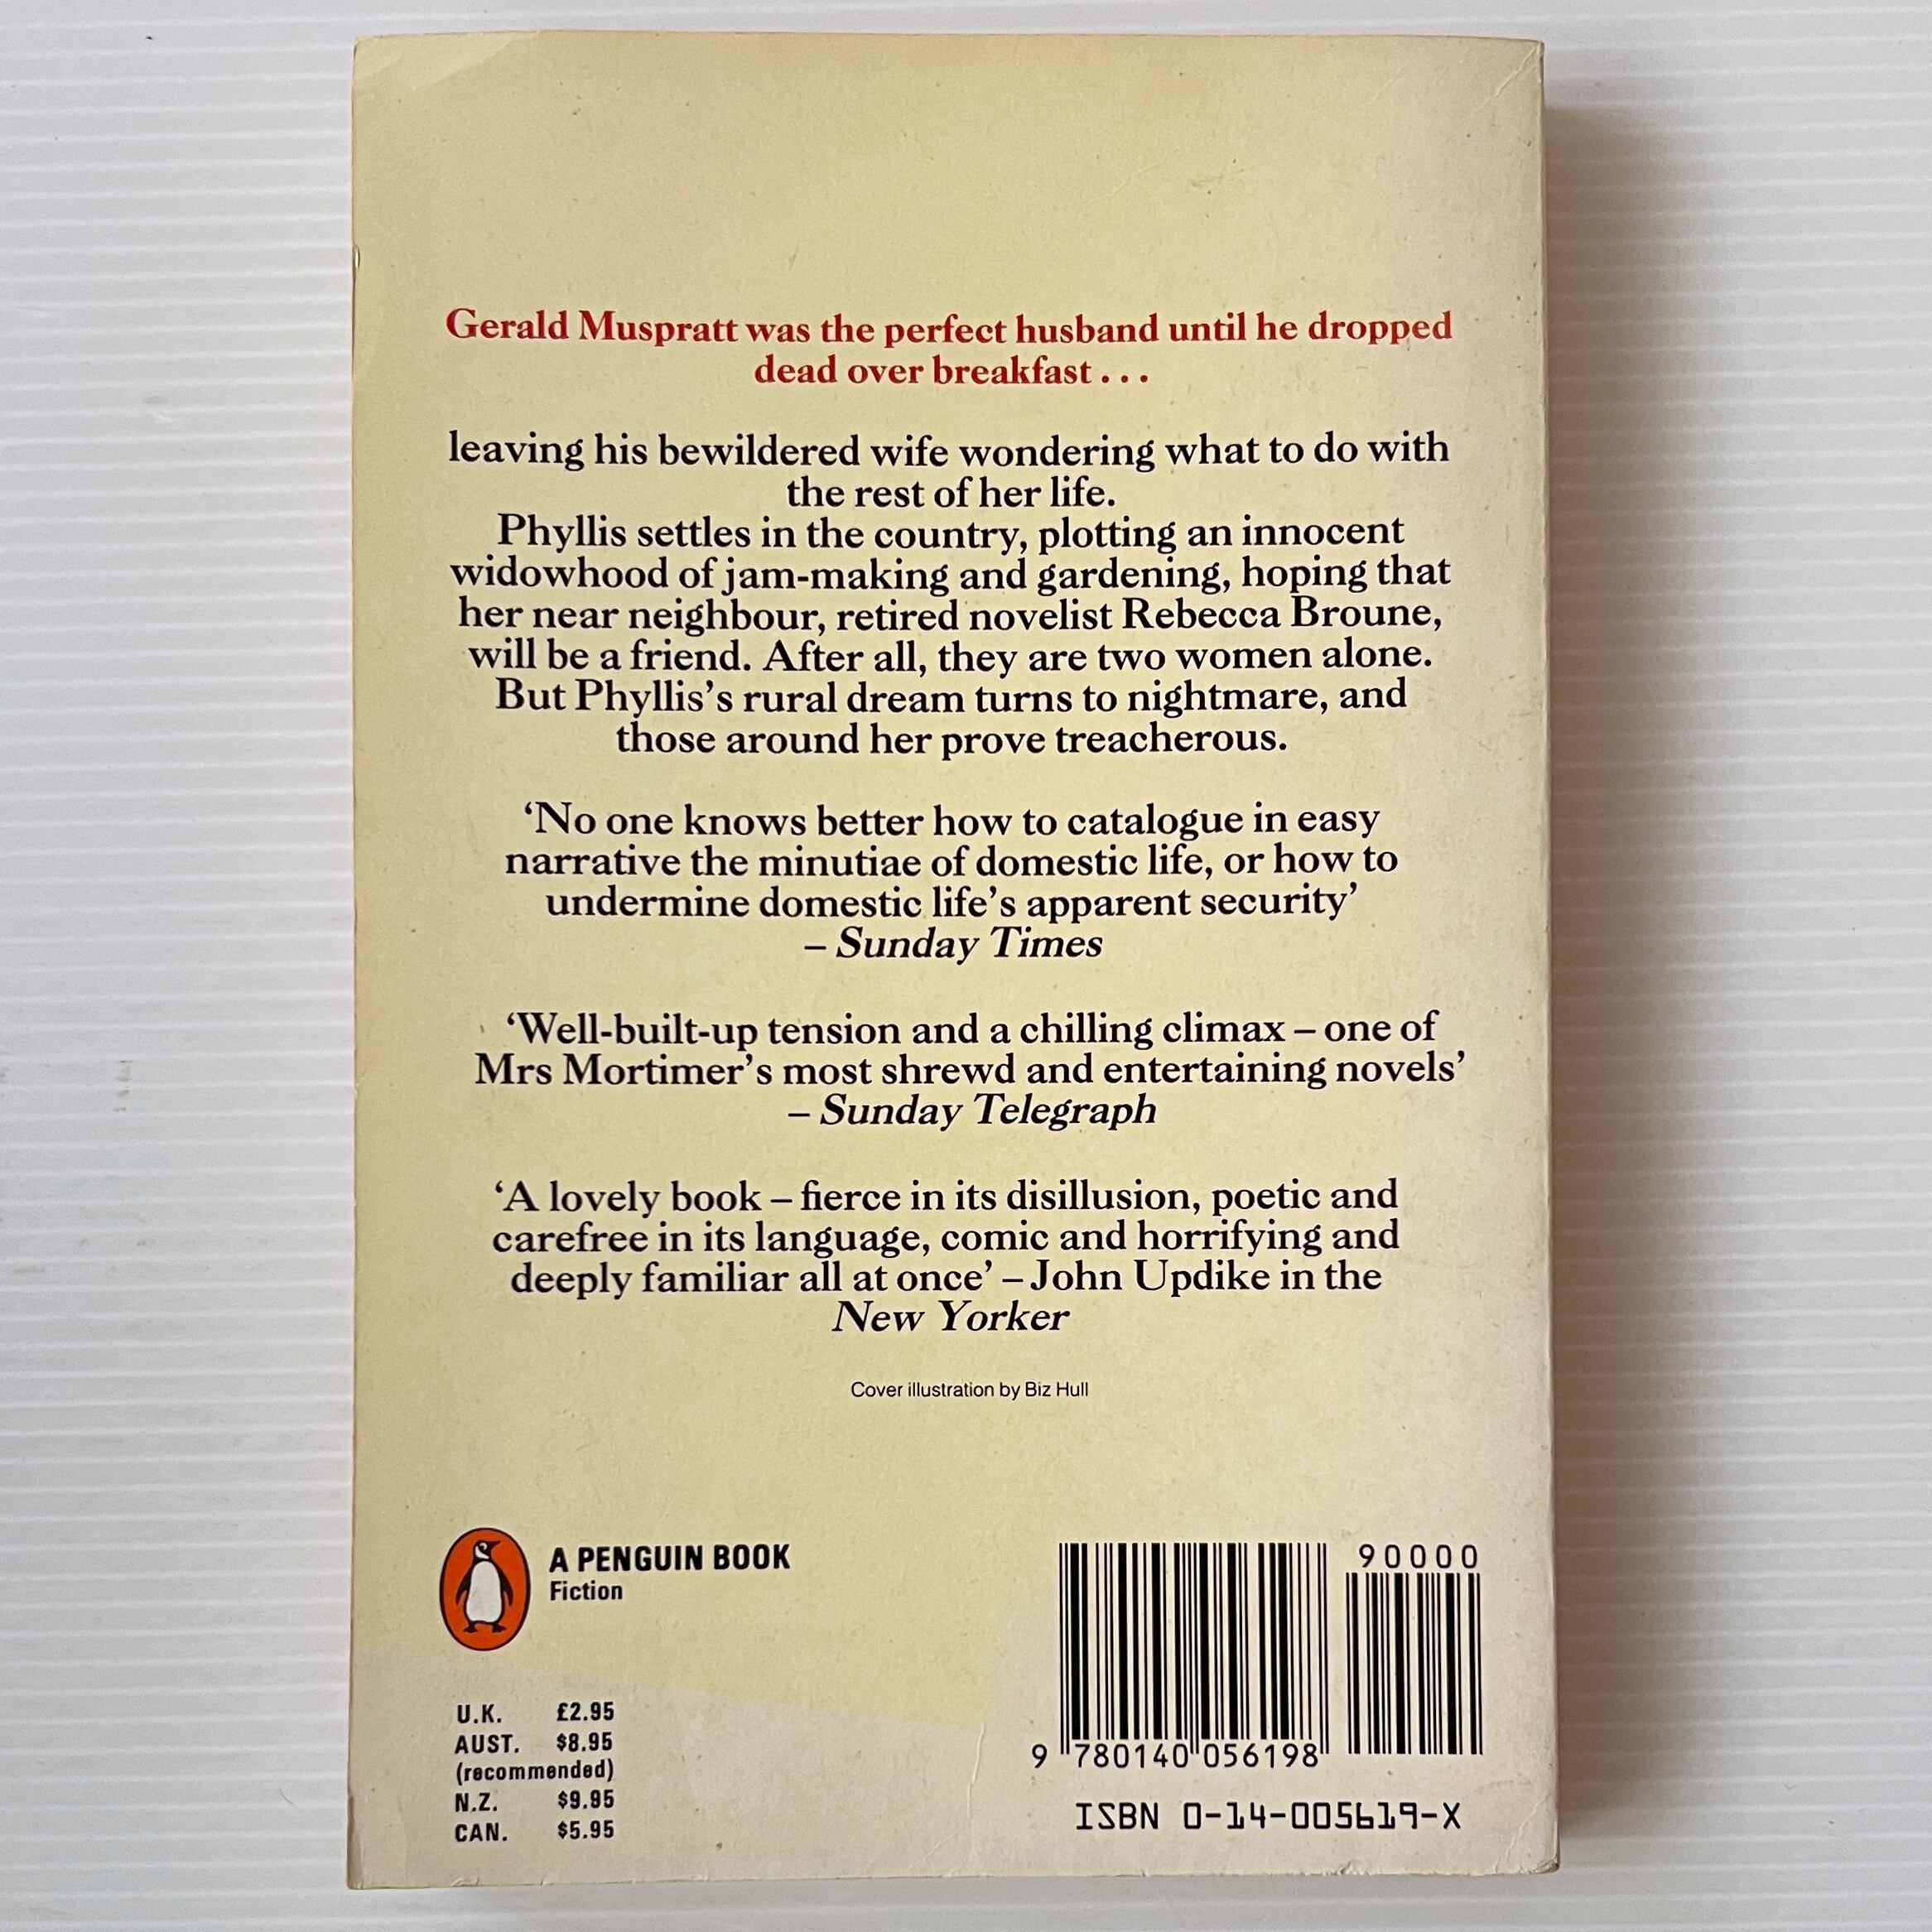 Gerald Muspratt was the perfect husband until he dropped
dead over breakfast . . .
leaving his bewildered wife wondering what to do with
the rest of her life.
Phyllis settles in the country, plotting an innocent
widowhood of jam-making and gardening, hoping that
her near neighbour, retired novelist Rebecca Broune,
will be a friend. After all, they are two women alone.
But Phyllis’s rural dream turns to nightmare, and
those around her prove treacherous.
‘No one knows better how to catalogue in easy
narrative the minutiae of domestic life, or how to
undermine domestic life’s apparent security’
– Sunday Times
‘Well-built-up tension and a chilling climax – one of
Mrs Mortimer’s most shrewd and entertaining novels’
– Sunday Telegraph
‘A lovely book – fierce in its disillusion, poetic and
carefree in its language, comic and horrifying and
deeply familiar all at once’ – John Updike in the
New Yorker
Cover illustration by Biz Hull
A PENGUIN BOOK
Fiction
U.K. £2.95
AUST. $8.95
(recommended)
N.Z. $9.95
CAN. $5.95
90000
9 780140 056198
ISBN 0-14-005619-X